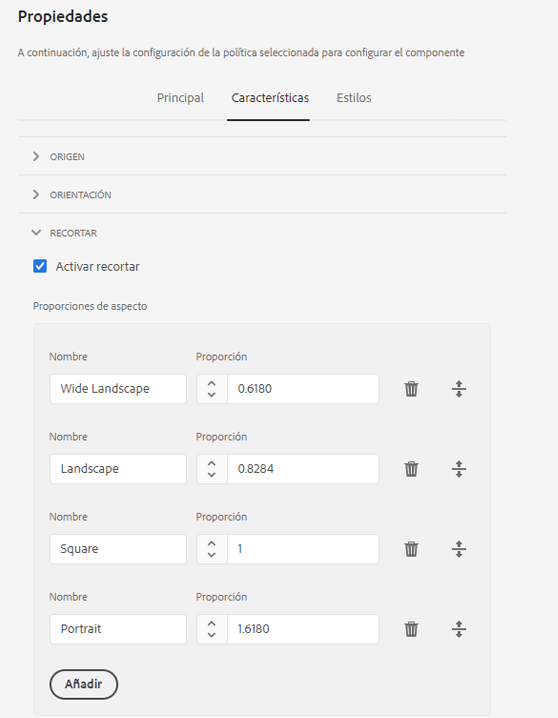 Propiedades
A continuación, ajuste la configuración de la política seleccionada para configurar el componente
Principal Características Estilos
ORIGEN
ORIENTACIÓN
RECORTAR
Activar recortar
Proporciones de aspecto
Nombre Proporción
Wide Landscape 0.6180
Nombre Proporción
Landscape 0.8284
Nombre Proporción
Square 1
Nombre Proporción
Portrait 1.6180
Añadir